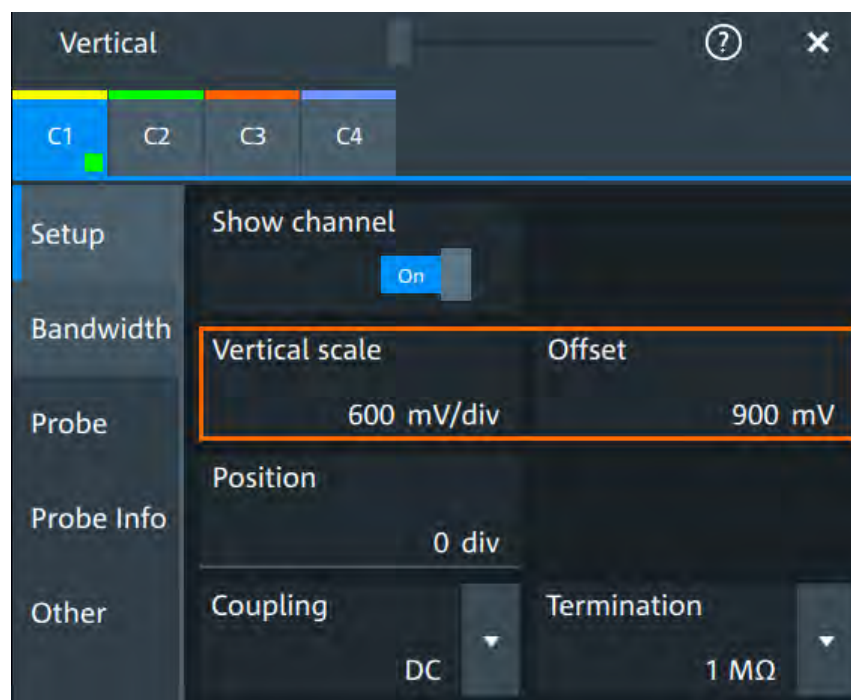 Vertical ? ×
C1 C2 C3 C4
Setup
Show channel
On
Bandwidth
Vertical scale Offset
600 mV/div 900 mV
Probe
Position
Probe Info
0 div
Other
Coupling Termination
DC 1 MΩ